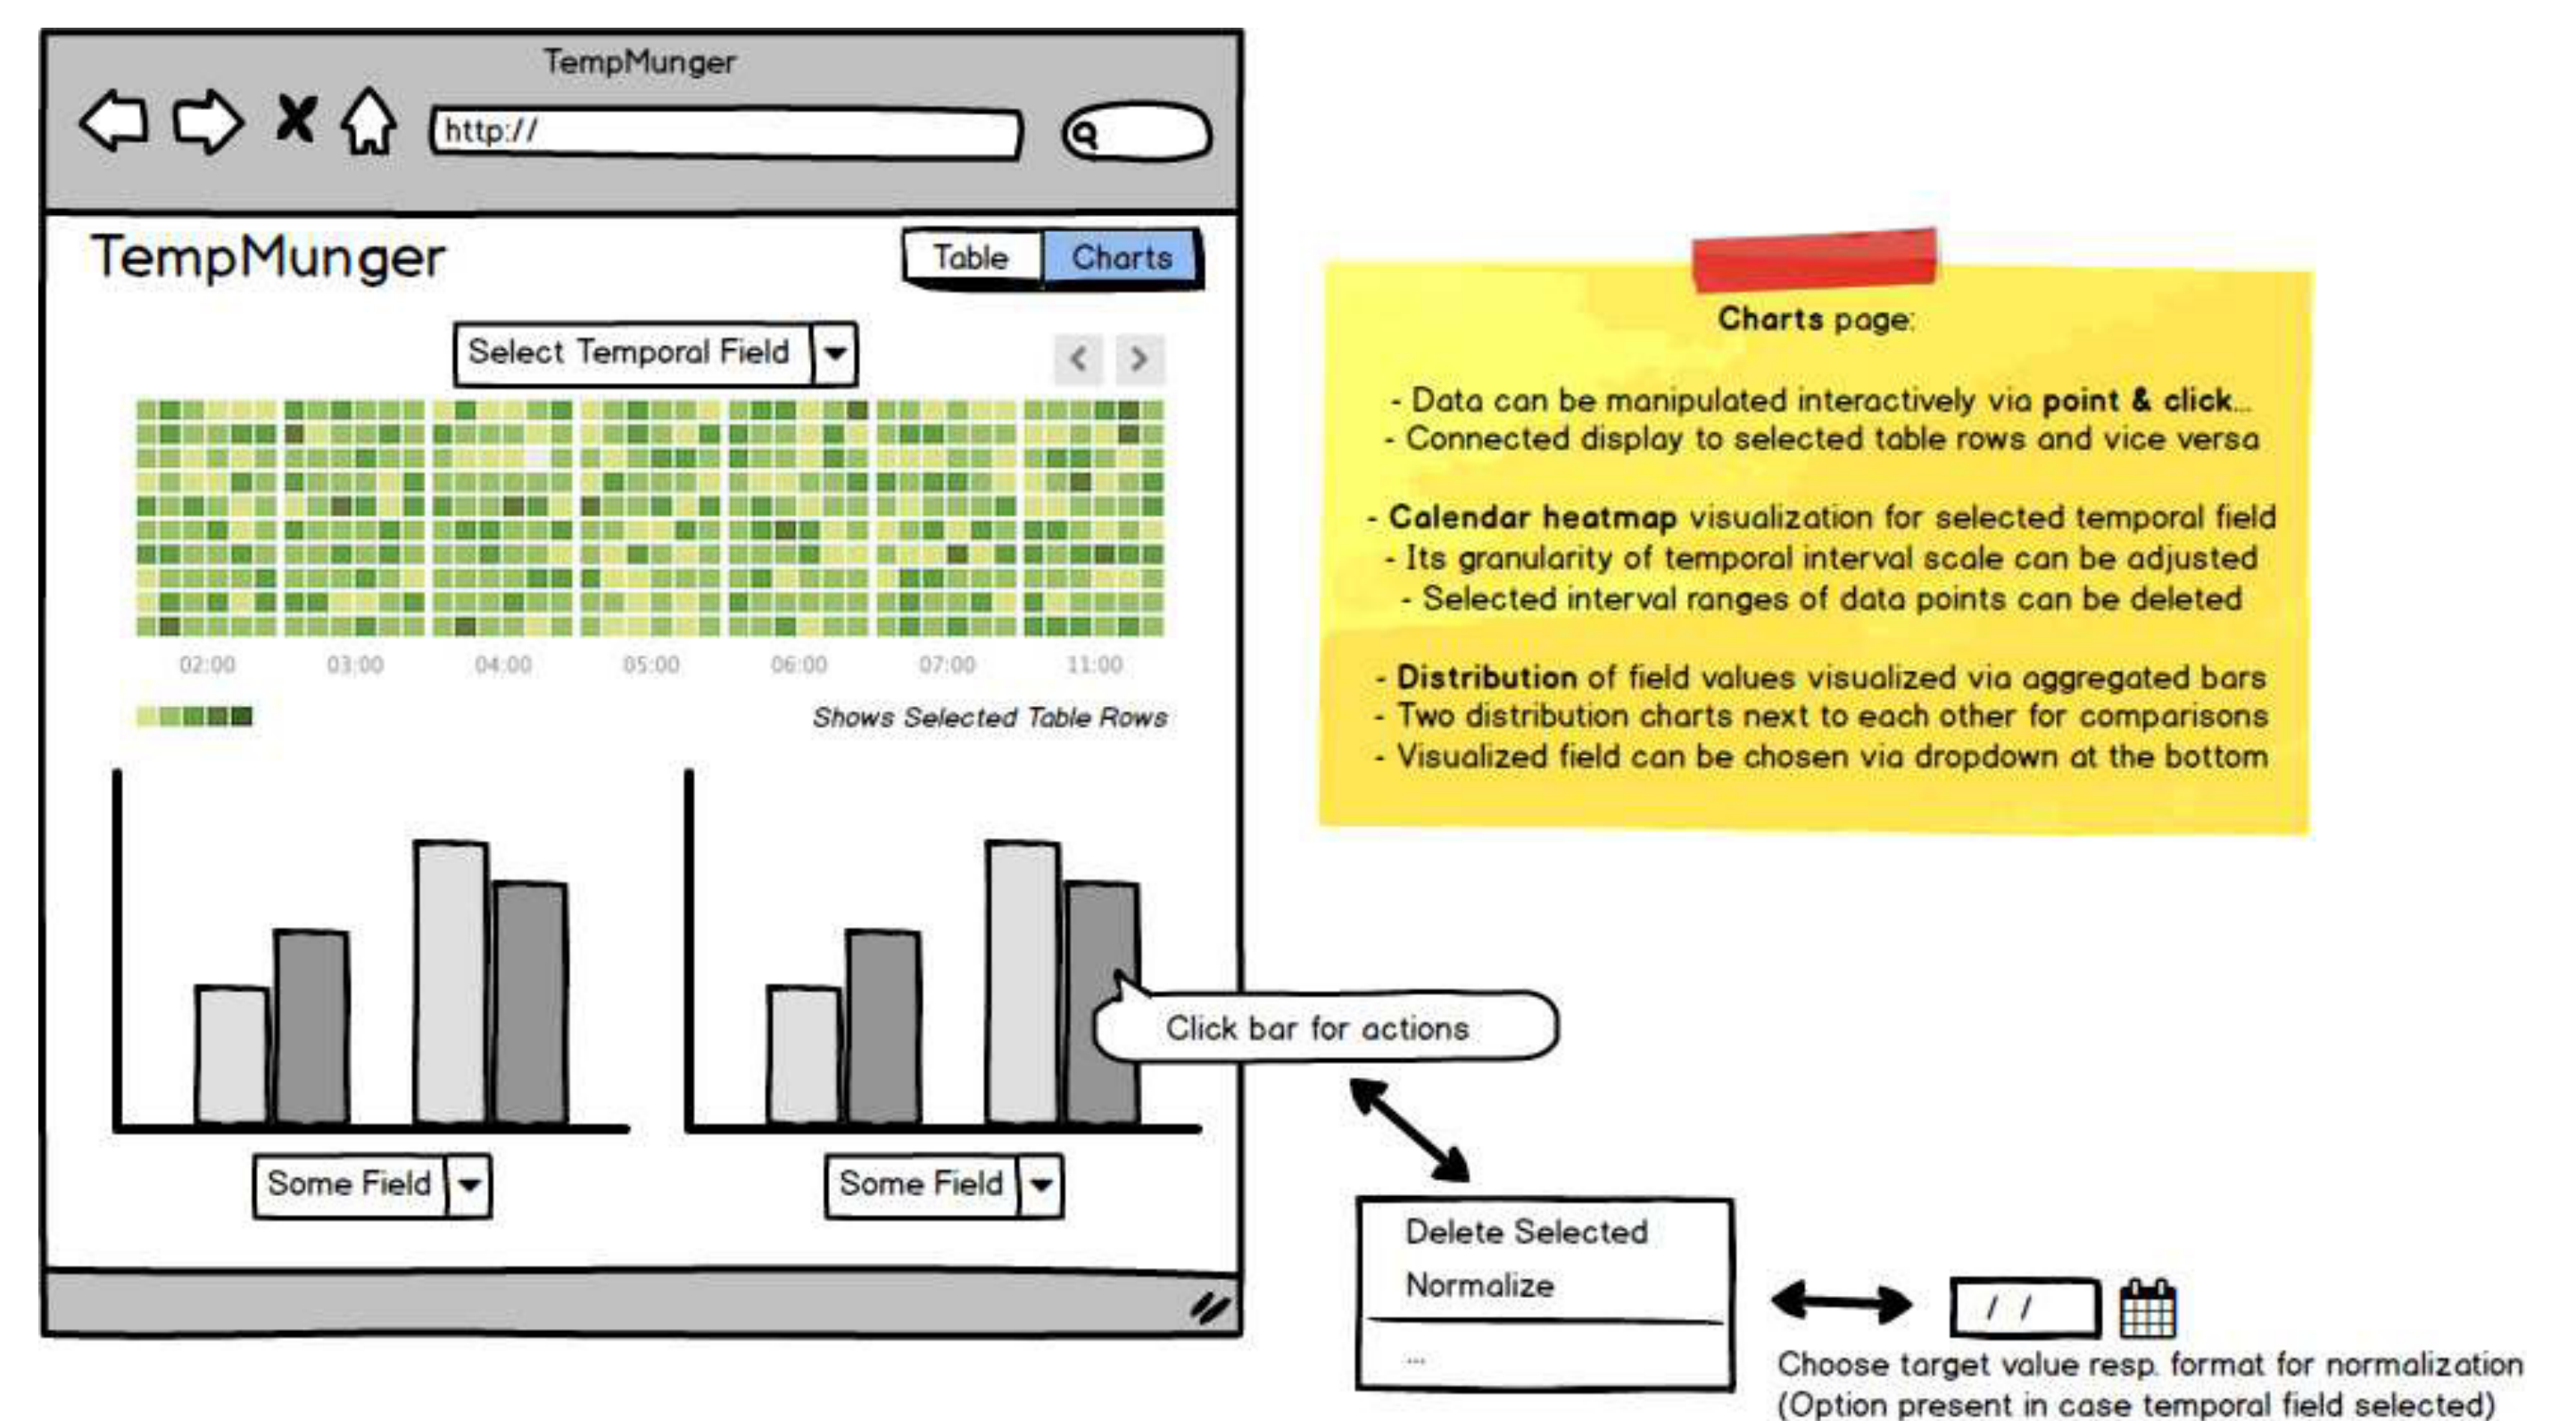 TempMunger
http://
TempMunger
Table
Charts
Select Temporal Field
02:00
03:00
04:00
05:00
06:00
07:00
11:00
Shows Selected Table Rows
Some Field
Some Field
Click bar for actions
Charts page:
- Data can be manipulated interactively via point & click...
- Connected display to selected table rows and vice versa
- Calendar heatmap visualization for selected temporal field
- Its granularity of temporal interval scale can be adjusted
- Selected interval ranges of data points can be deleted
- Distribution of field values visualized via aggregated bars
- Two distribution charts next to each other for comparisons
- Visualized field can be chosen via dropdown at the bottom
Delete Selected
Normalize
...
/ /
Choose target value resp. format for normalization
(Option present in case temporal field selected)